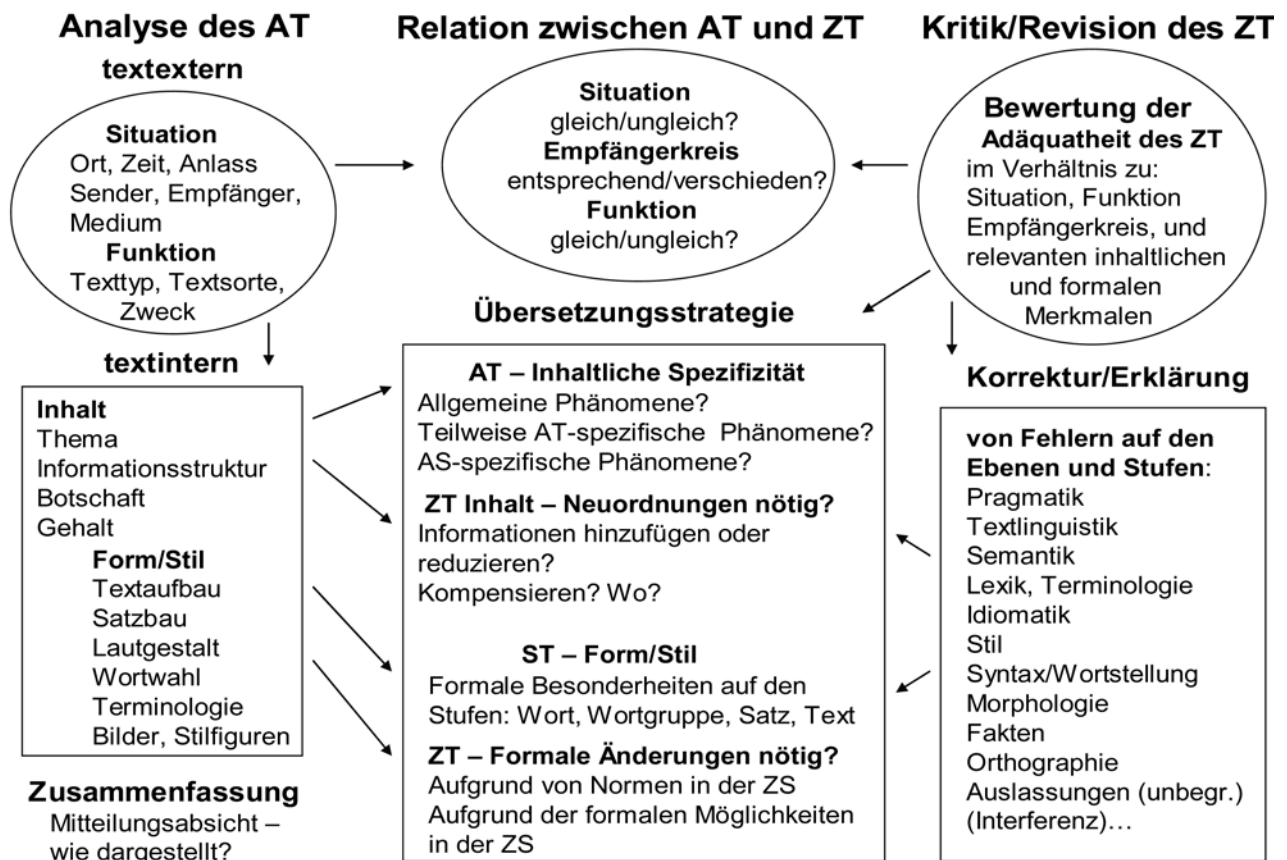 Analyse des AT
textextern
Situation
Ort, Zeit, Anlass
Sender, Empfänger,
Medium
Funktion
Texttyp, Textsorte,
Zweck
textintern
Inhalt
Thema
Informationsstruktur
Botschaft
Gehalt
Form/Stil
Textaufbau
Satzbau
Lautgestalt
Wortwahl
Terminologie
Bilder, Stilfiguren
Zusammenfassung
Mitteilungsabsicht –
wie dargestellt?
Relation zwischen AT und ZT
Situation
gleich/ungleich?
Empfängerkreis
entsprechend/verschieden?
Funktion
gleich/ungleich?
Übersetzungsstrategie
AT – Inhaltliche Spezifizität
Allgemeine Phänomene?
Teilweise AT-spezifische Phänomene?
AS-spezifische Phänomene?
ZT Inhalt – Neuordnungen nötig?
Informationen hinzufügen oder
reduzieren?
Kompensieren? Wo?
ST – Form/Stil
Formale Besonderheiten auf den
Stufen: Wort, Wortgruppe, Satz, Text
ZT – Formale Änderungen nötig?
Aufgrund von Normen in der ZS
Aufgrund der formalen Möglichkeiten
in der ZS
Kritik/Revision des ZT
Bewertung der
Adäquatheit des ZT
im Verhältnis zu:
Situation, Funktion
Empfängerkreis, und
relevanten inhaltlichen
und formalen
Merkmalen
Korrektur/Erklärung
von Fehlern auf den
Ebenen und Stufen:
Pragmatik
Textlinguistik
Semantik
Lexik, Terminologie
Idiomatik
Stil
Syntax/Wortstellung
Morphologie
Fakten
Orthographie
Auslassungen (unbegr.)
(Interferenz)…